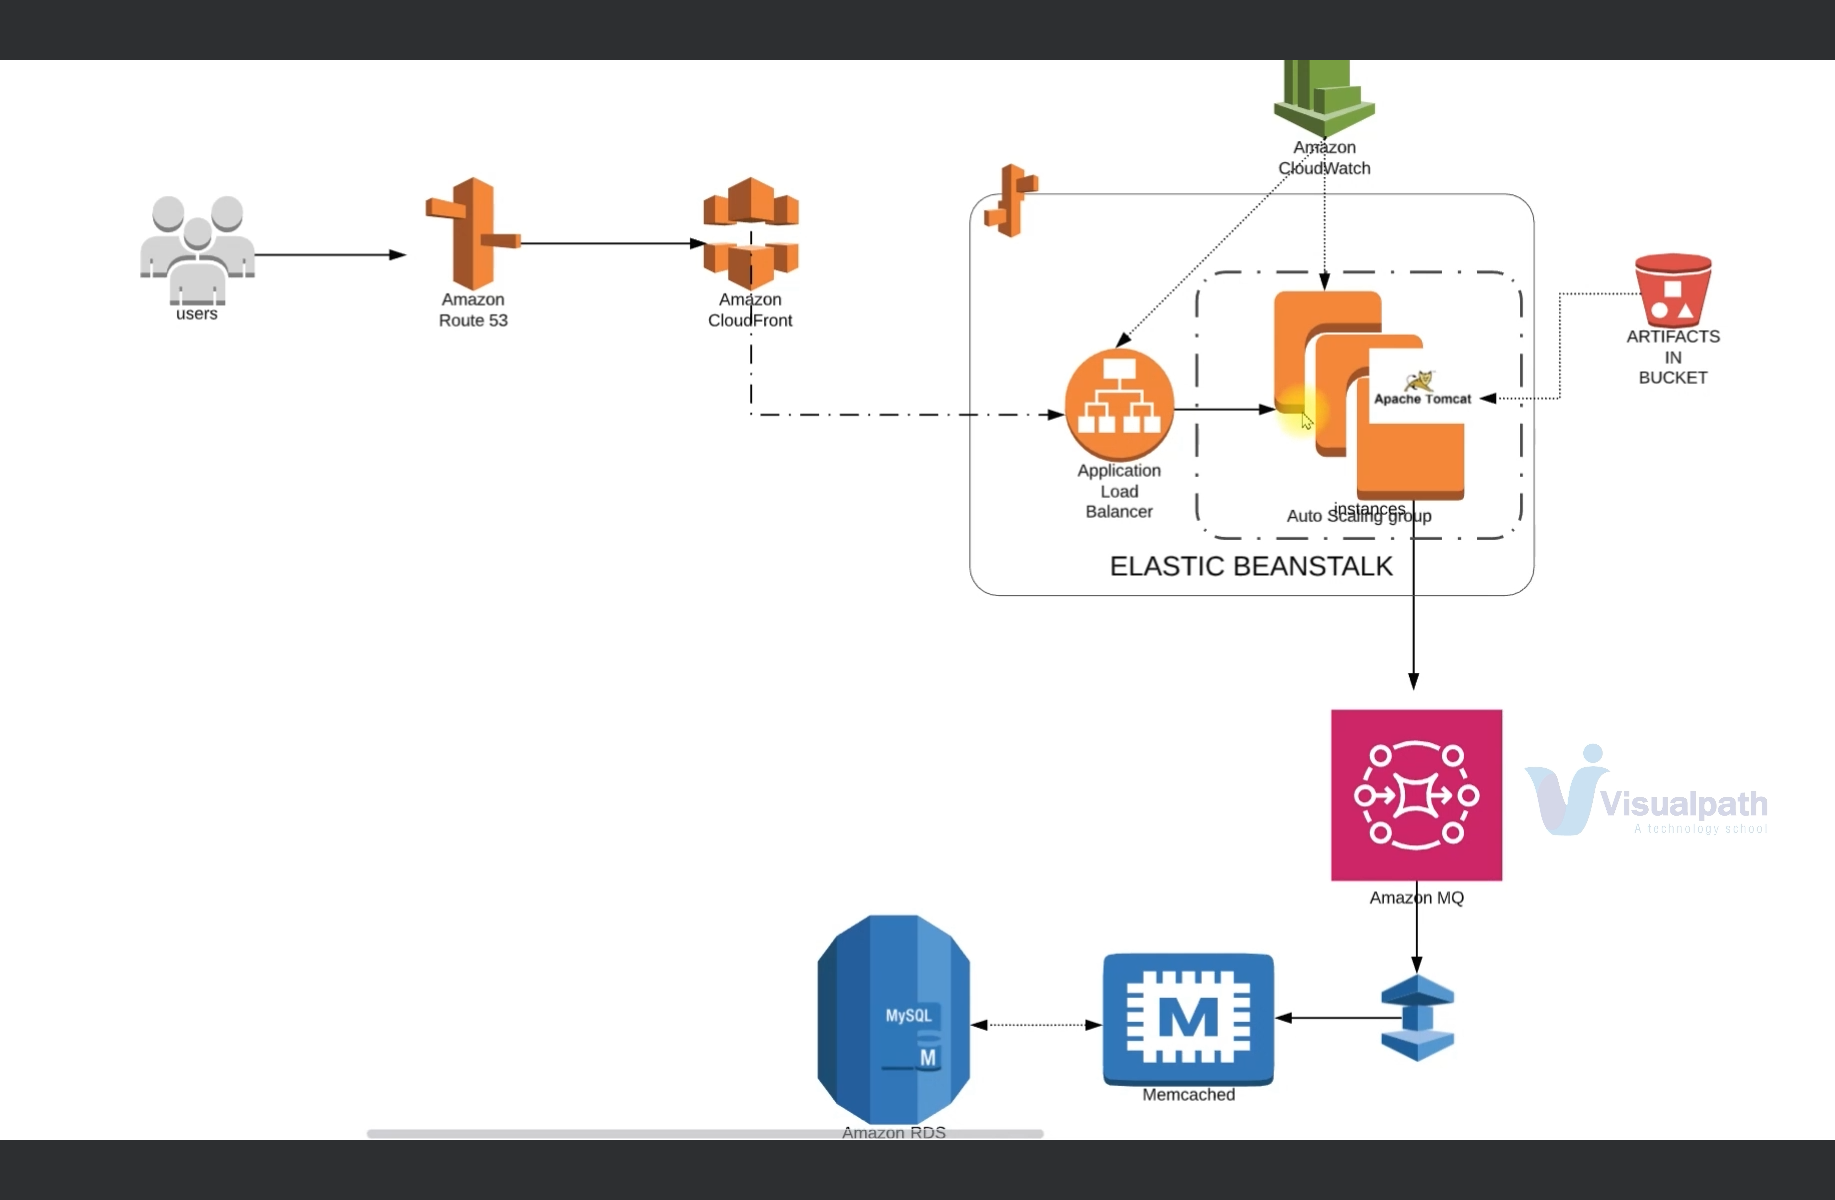 Amazon
CloudWatch
users
Amazon
Route 53
Amazon
CloudFront
ARTIFACTS
IN
BUCKET
Apache Tomcat
Application
Load
Balancer
instances
Auto Scaling group
ELASTIC BEANSTALK
Visualpath
A technology school
Amazon MQ
MySQL
M
M
Memcached
Amazon RDS